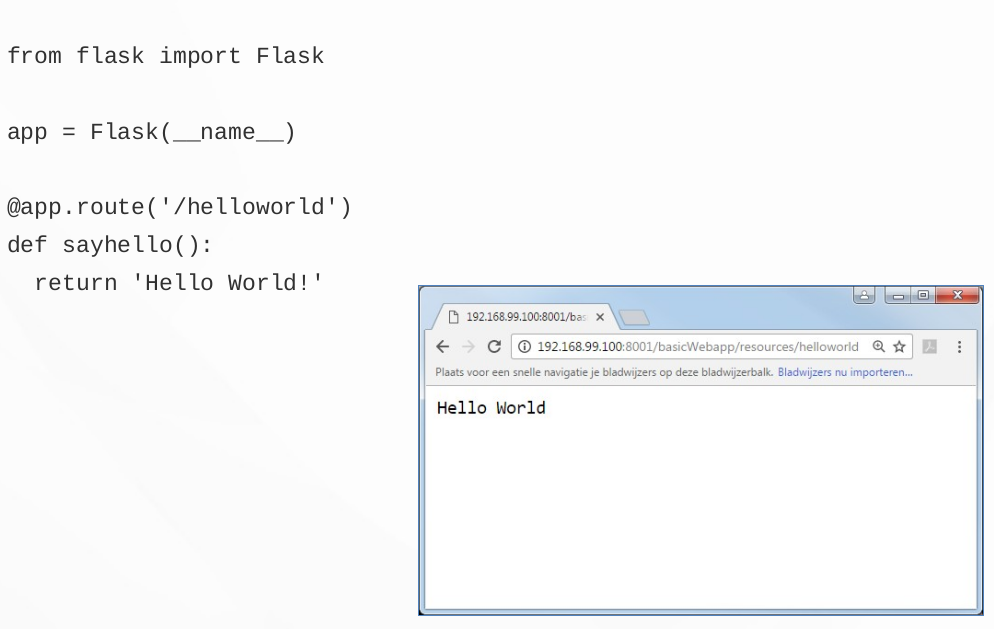 from flask import Flask
app = Flask(__name__)
@app.route('/helloworld')
def sayhello():
  return 'Hello World!'
192.168.99.100:8001/bas
192.168.99.100:8001/basicWebapp/resources/helloworld
Plaats voor een snelle navigatie je bladwijzers op deze bladwijzerbalk. Bladwijzers nu importeren...
Hello World